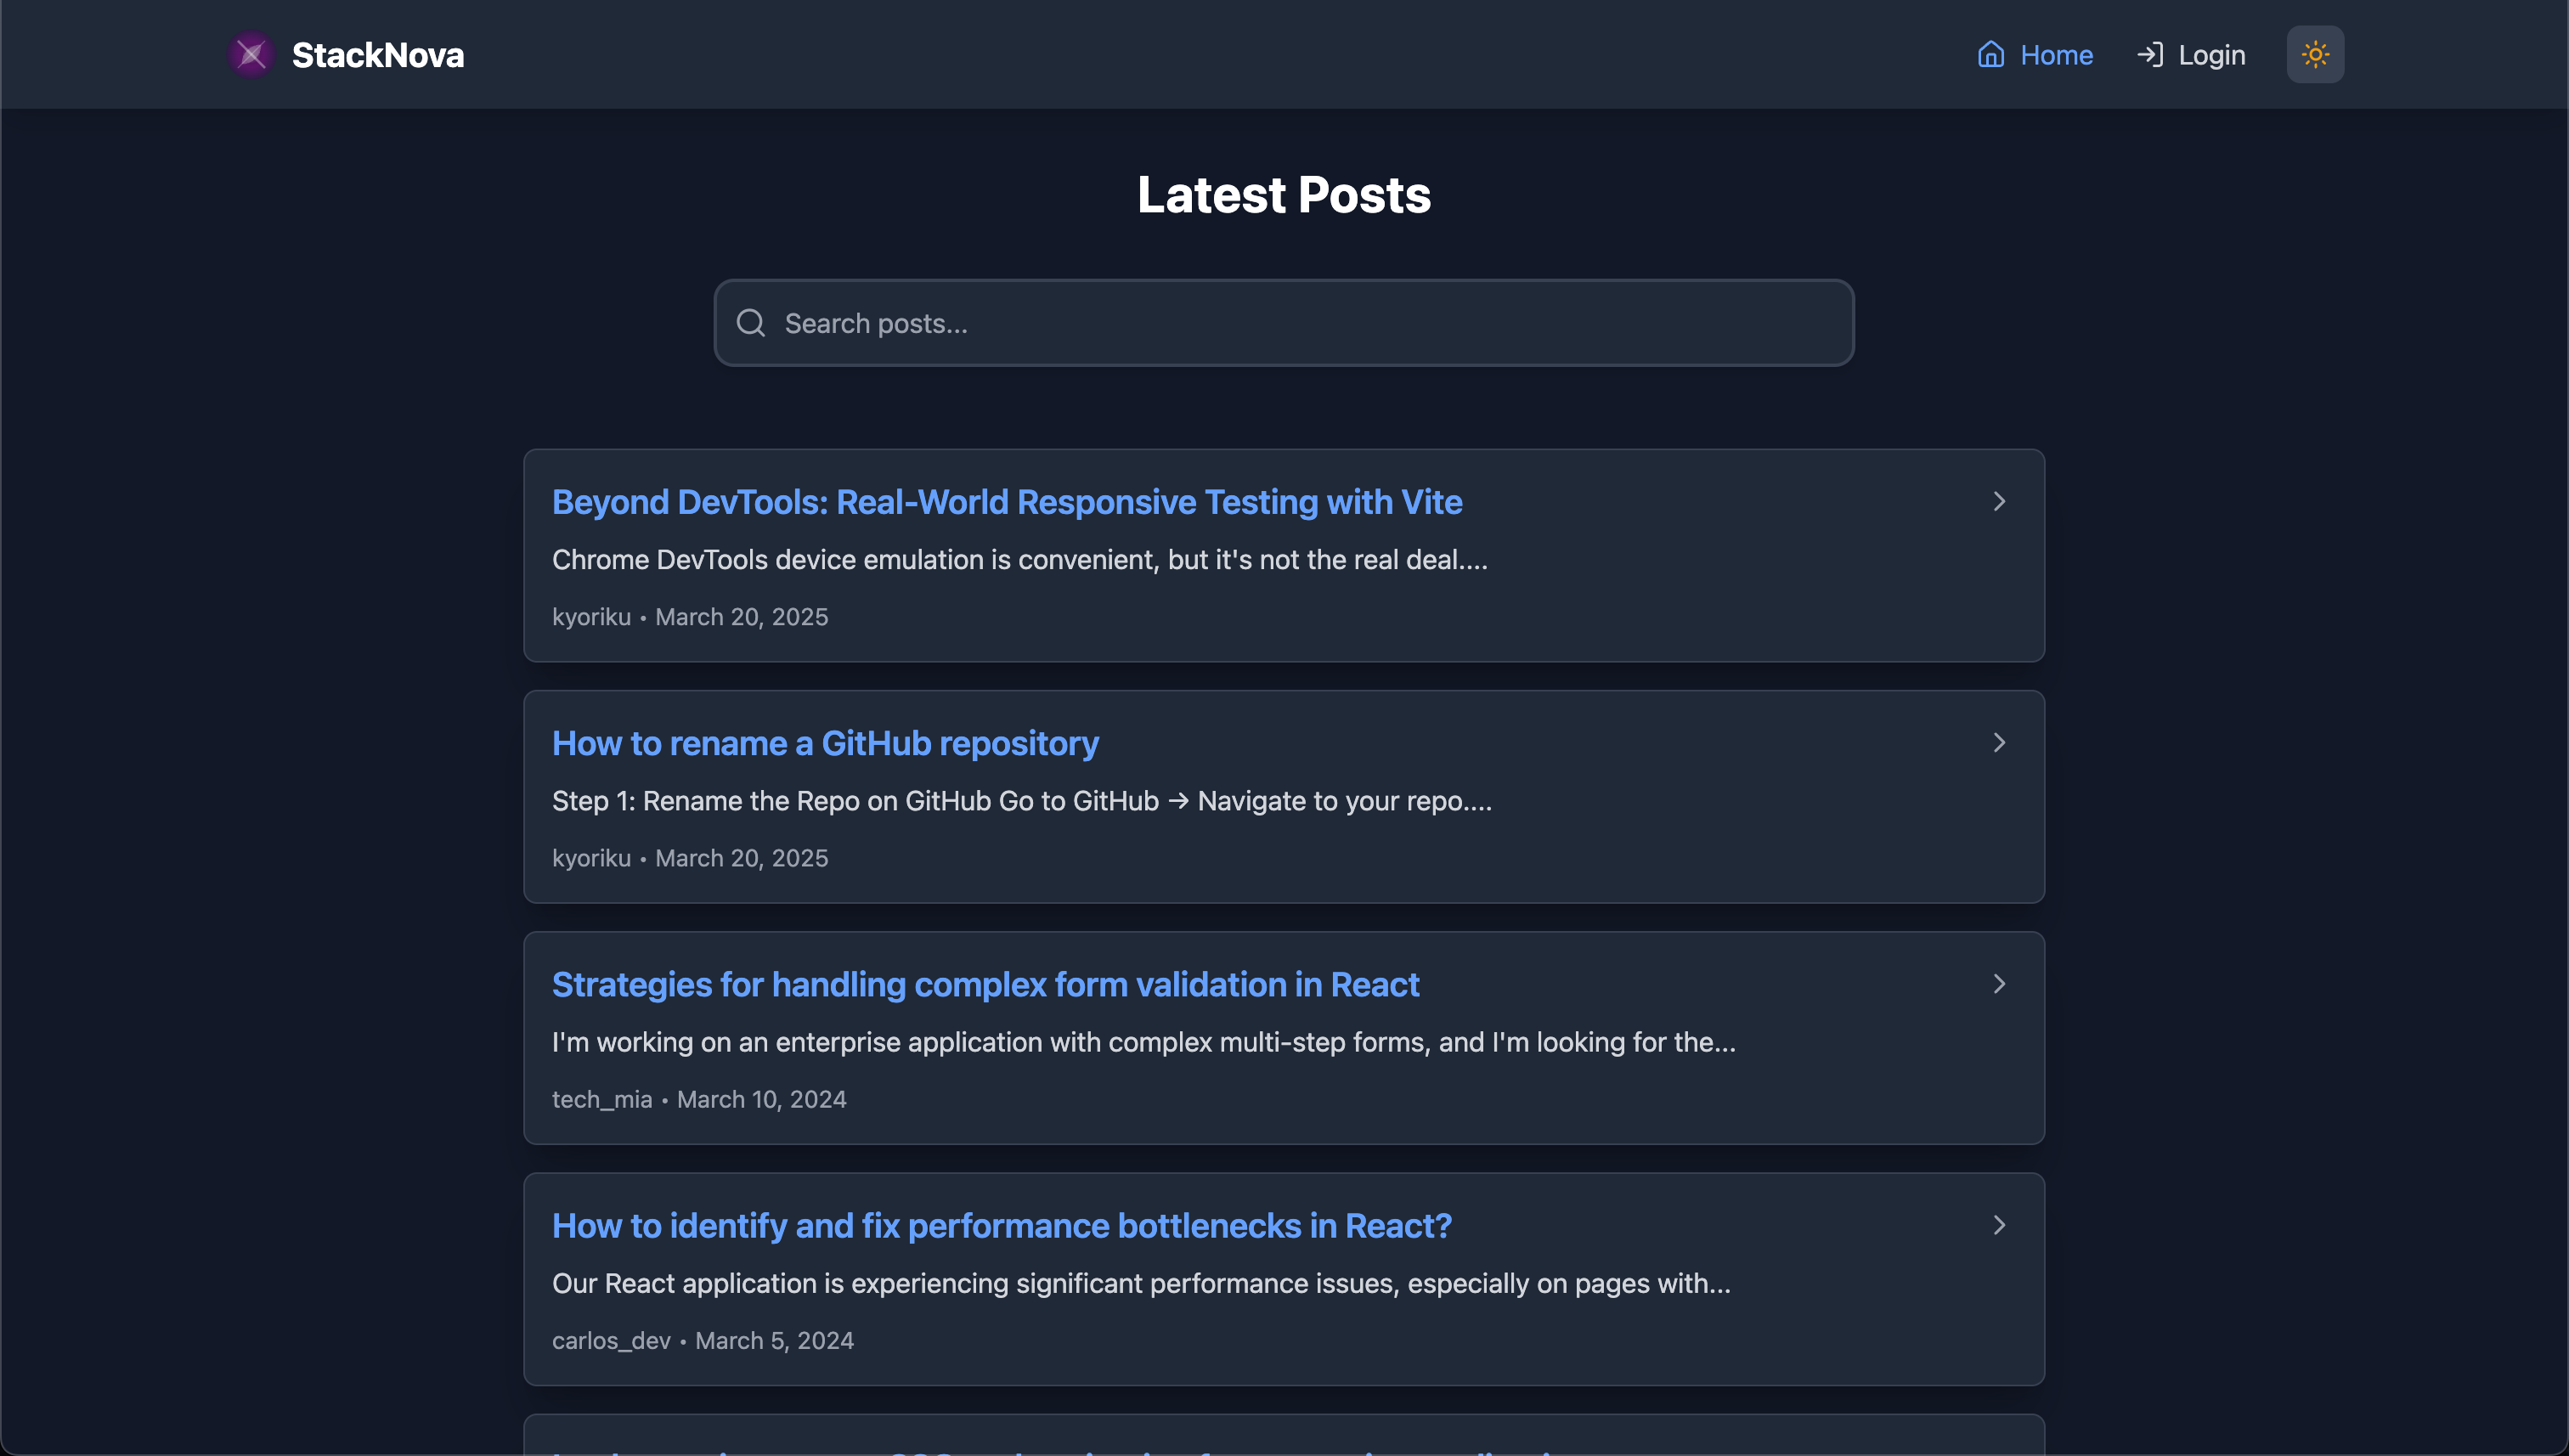 StackNova
Home
Login
Latest Posts
Search posts...
Beyond DevTools: Real-World Responsive Testing with Vite
Chrome DevTools device emulation is convenient, but it's not the real deal....
kyoriku • March 20, 2025
How to rename a GitHub repository
Step 1: Rename the Repo on GitHub Go to GitHub → Navigate to your repo....
kyoriku • March 20, 2025
Strategies for handling complex form validation in React
I'm working on an enterprise application with complex multi-step forms, and I'm looking for the...
tech_mia • March 10, 2024
How to identify and fix performance bottlenecks in React?
Our React application is experiencing significant performance issues, especially on pages with...
carlos_dev • March 5, 2024